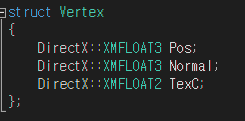 struct Vertex
{
DirectX::XMFLOAT3 Pos;
DirectX::XMFLOAT3 Normal;
DirectX::XMFLOAT2 TexC;
};